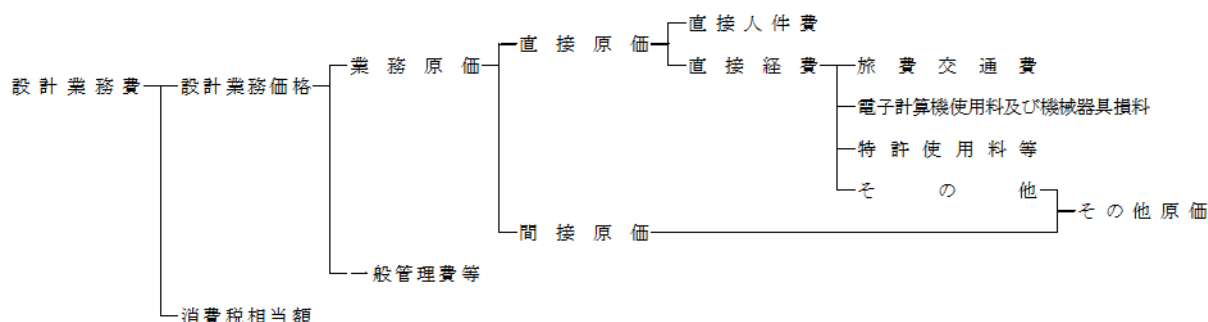 設計業務費
設計業務価格
業務原価
直接原価
直接人件費
直接経費
旅費交通費
電子計算機使用料及び機械器具損料
特許使用料等
その他
その他原価
間接原価
一般管理費等
消費税相当額